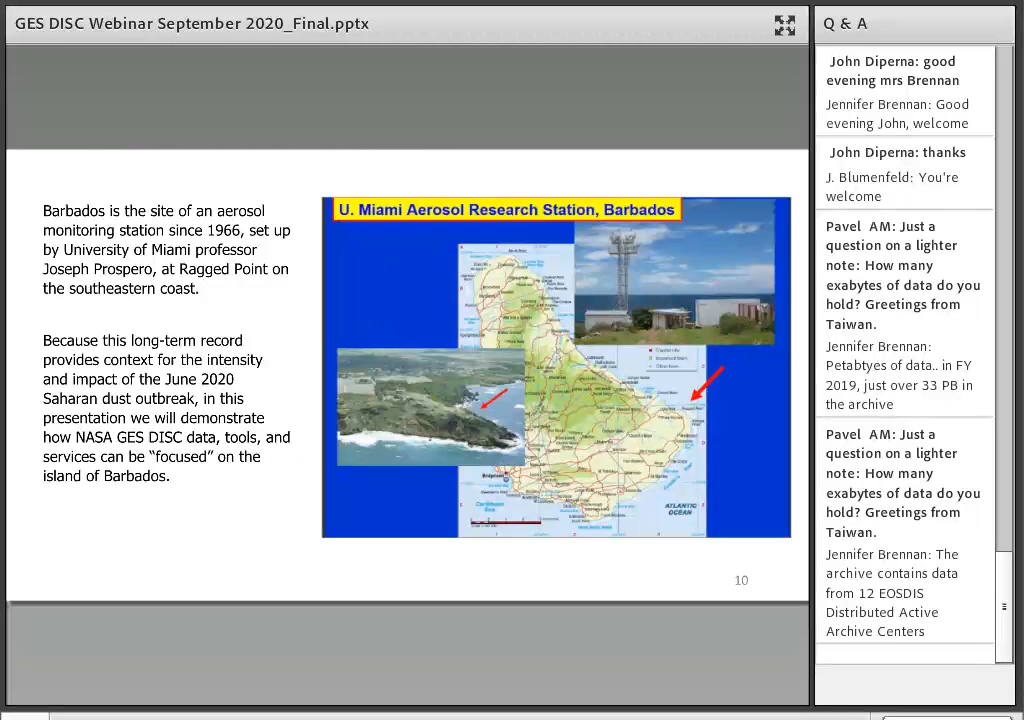 GES DISC Webinar September 2020_Final.pptx
Barbados is the site of an aerosol
monitoring station since 1966, set up
by University of Miami professor
Joseph Prospero, at Ragged Point on
the southeastern coast.
Because this long-term record
provides context for the intensity
and impact of the June 2020
Saharan dust outbreak, in this
presentation we will demonstrate
how NASA GES DISC data, tools, and
services can be “focused” on the
island of Barbados.
U. Miami Aerosol Research Station, Barbados
Bridgetown
Caribbean
Sea
ATLANTIC
OCEAN
10
Q & A
John Diperna: good
evening mrs Brennan
Jennifer Brennan: Good
evening John, welcome
John Diperna: thanks
J. Blumenfeld: You're
welcome
Pavel AM: Just a
question on a lighter
note: How many
exabytes of data do you
hold? Greetings from
Taiwan.
Jennifer Brennan:
Petabtyes of data.. in FY
2019, just over 33 PB in
the archive
Pavel AM: Just a
question on a lighter
note: How many
exabytes of data do you
hold? Greetings from
Taiwan.
Jennifer Brennan: The
archive contains data
from 12 EOSDIS
Distributed Active
Archive Centers